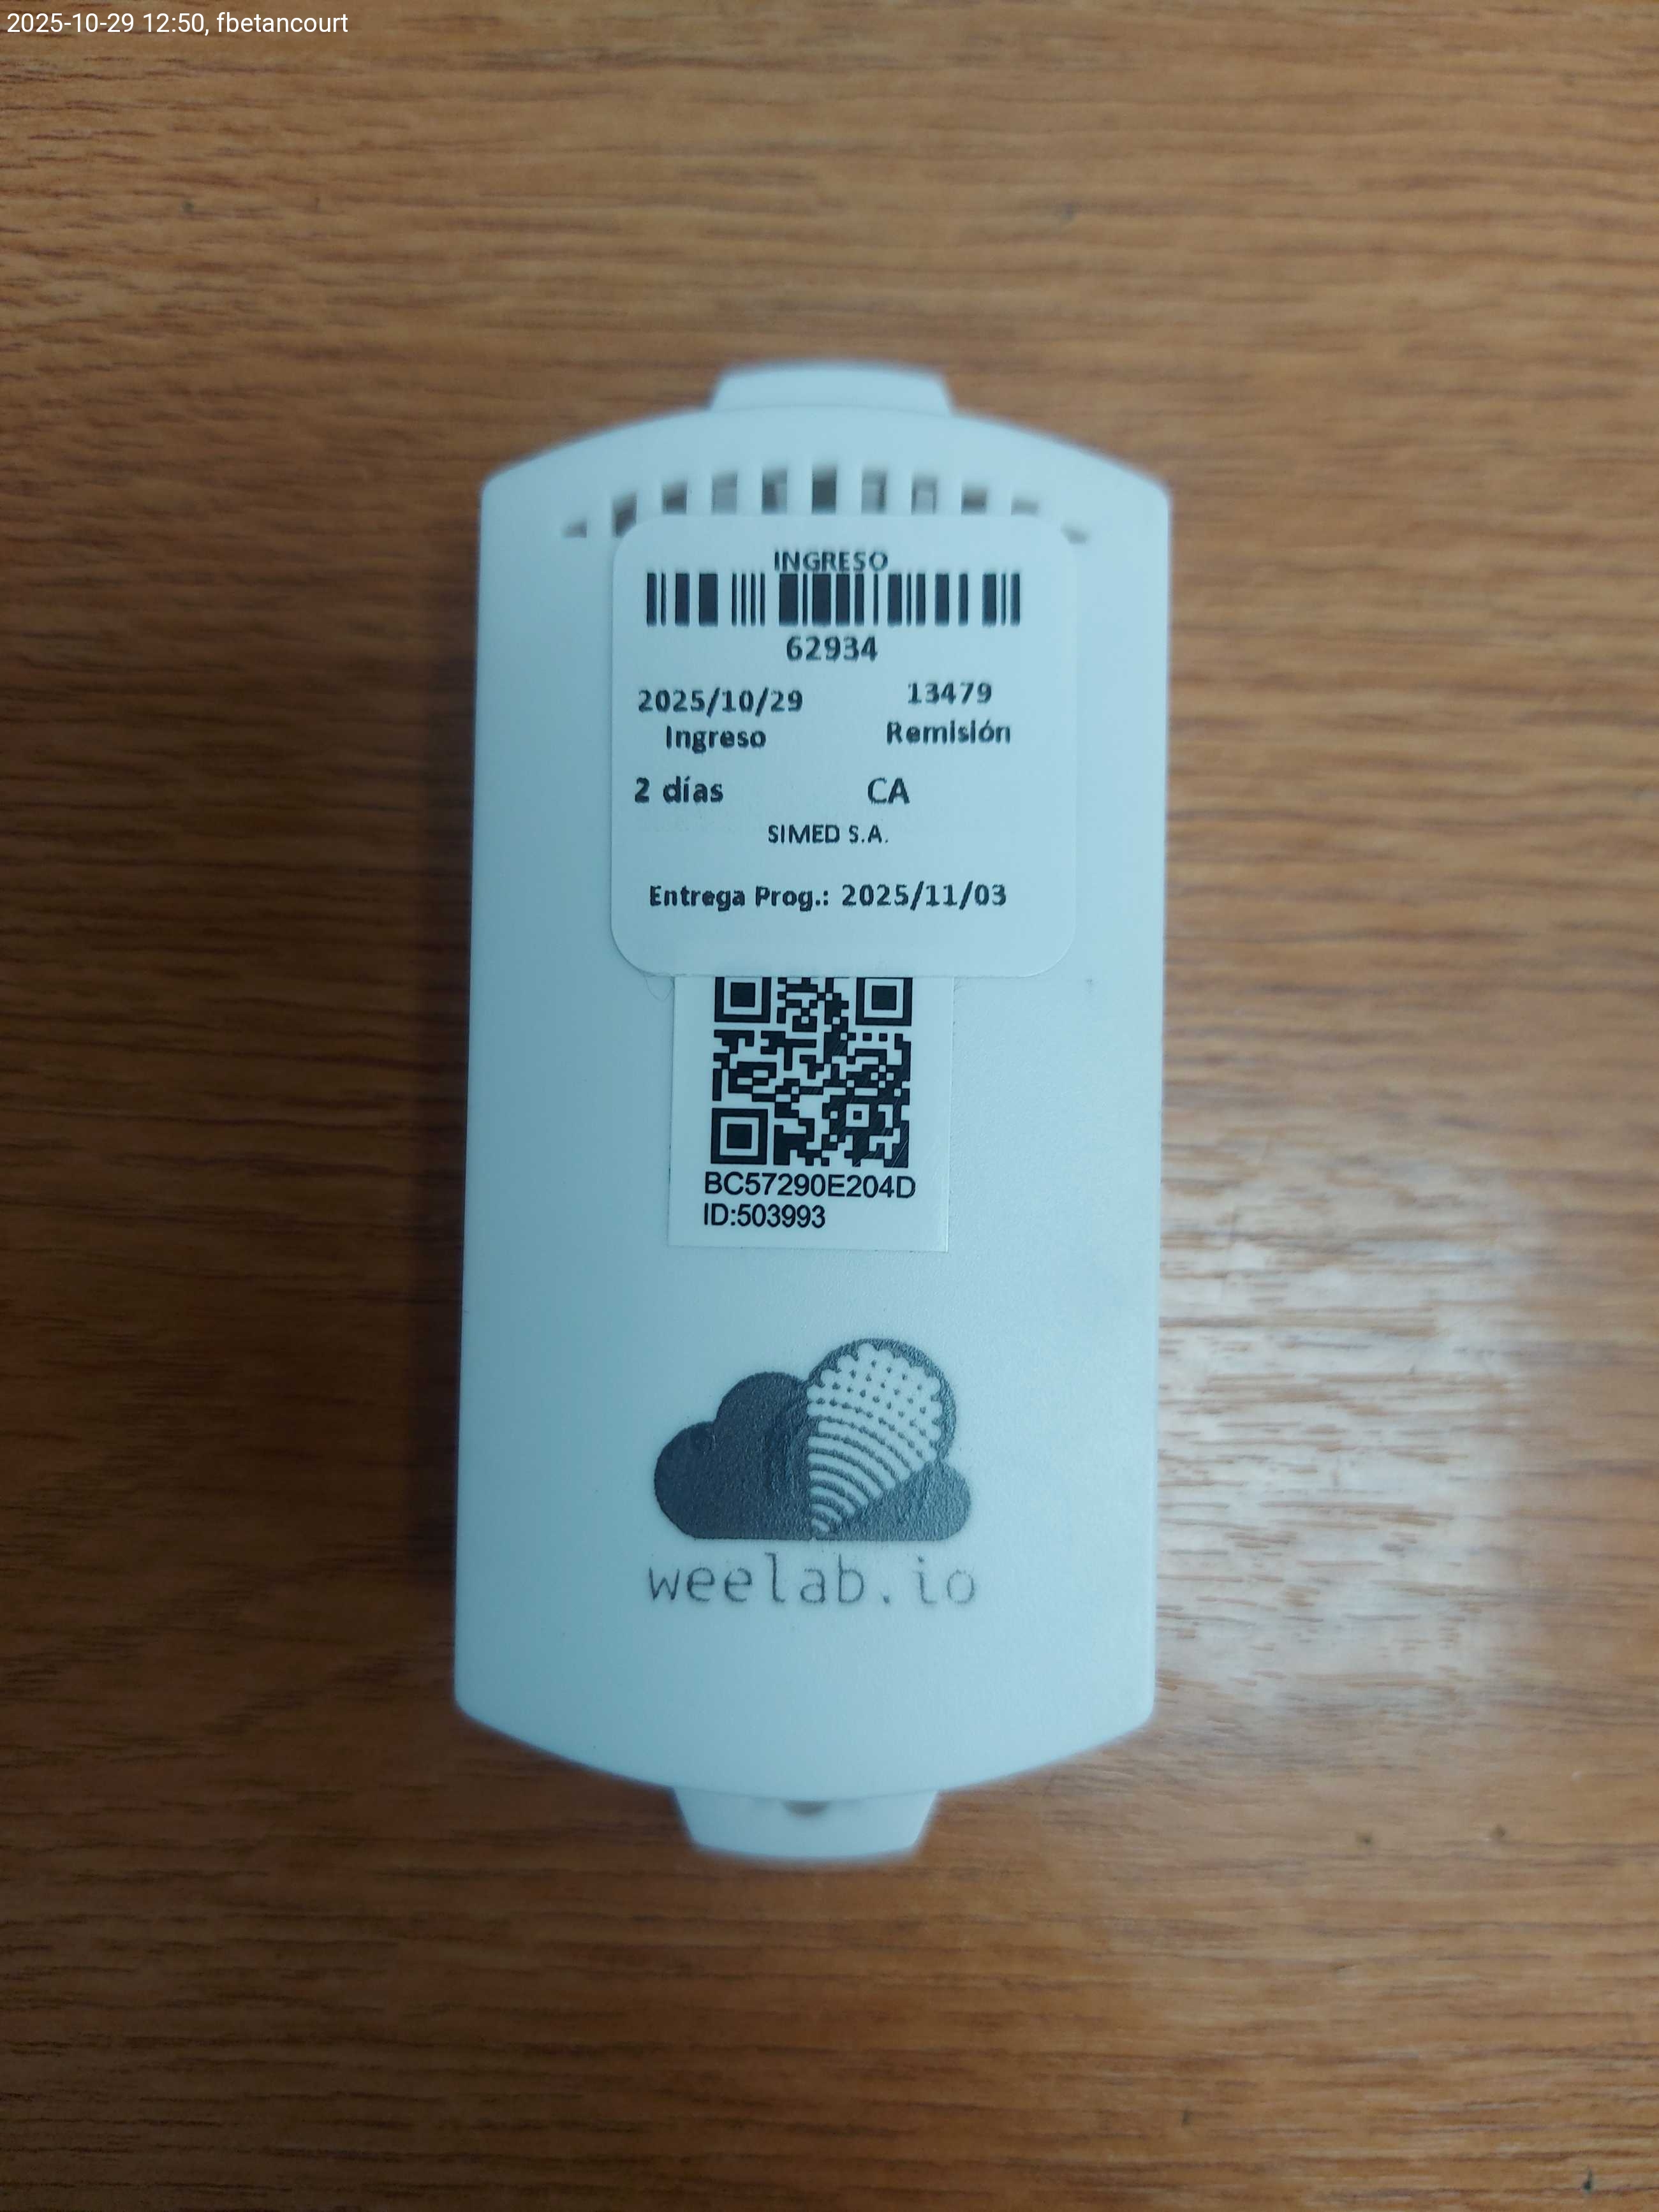 2025-10-29 12:50, fbetancourt
INGRESO
62934
2025/10/29 13479
Ingreso Remisión
2 días CA
SIMED S.A.
Entrega Prog.: 2025/11/03
BC57290E204D
ID:503993
weelab.io